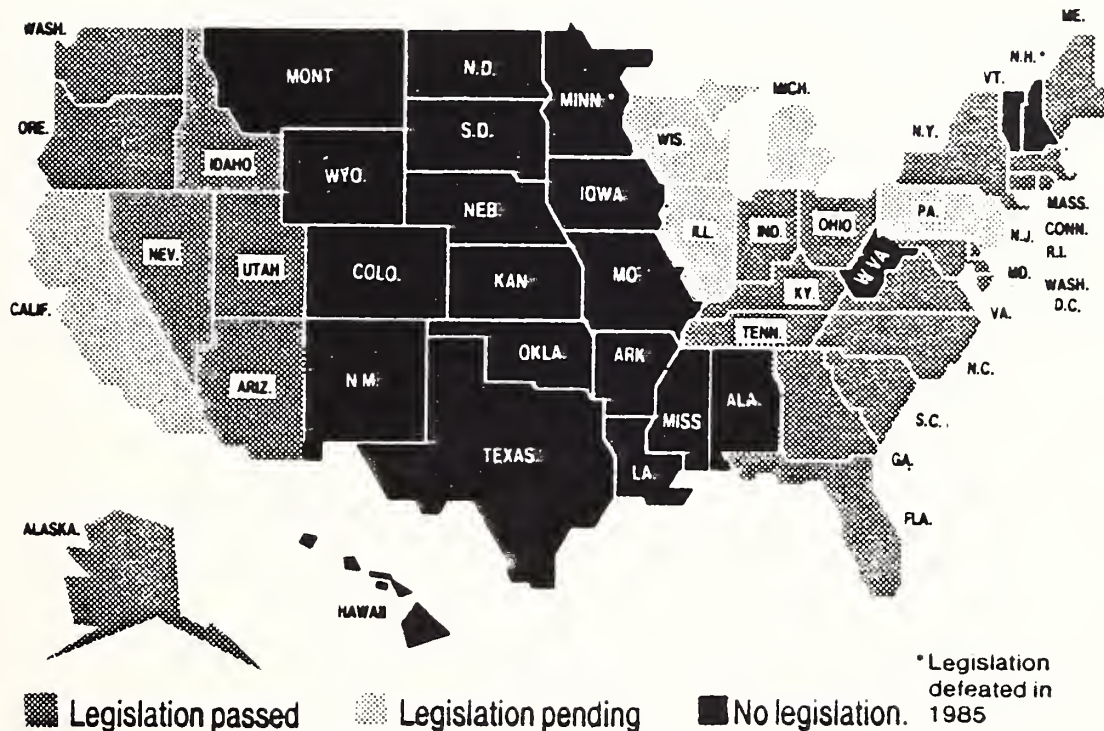 WASH.
ORE.
CALIF.
NEV.
IDAHO
UTAH
ARIZ.
MONT
WYO.
COLO.
N M.
N.D.
S.D.
NEB.
KAN
OKLA.
TEXAS.
MINN.*
IOWA
MO.
ARK
LA.
WIS.
ILL.
MISS
MICH.
IND.
OHIO
KY.
TENN.
ALA.
W VA
PA.
N.Y.
VT.
N.H.*
ME.
MASS.
CONN.
R.I.
N.J.
MD.
WASH.
D.C.
VA.
N.C.
S.C.
GA.
FLA.
ALASKA.
HAWAII
Legislation passed
Legislation pending
No legislation.
*Legislation
defeated in
1985